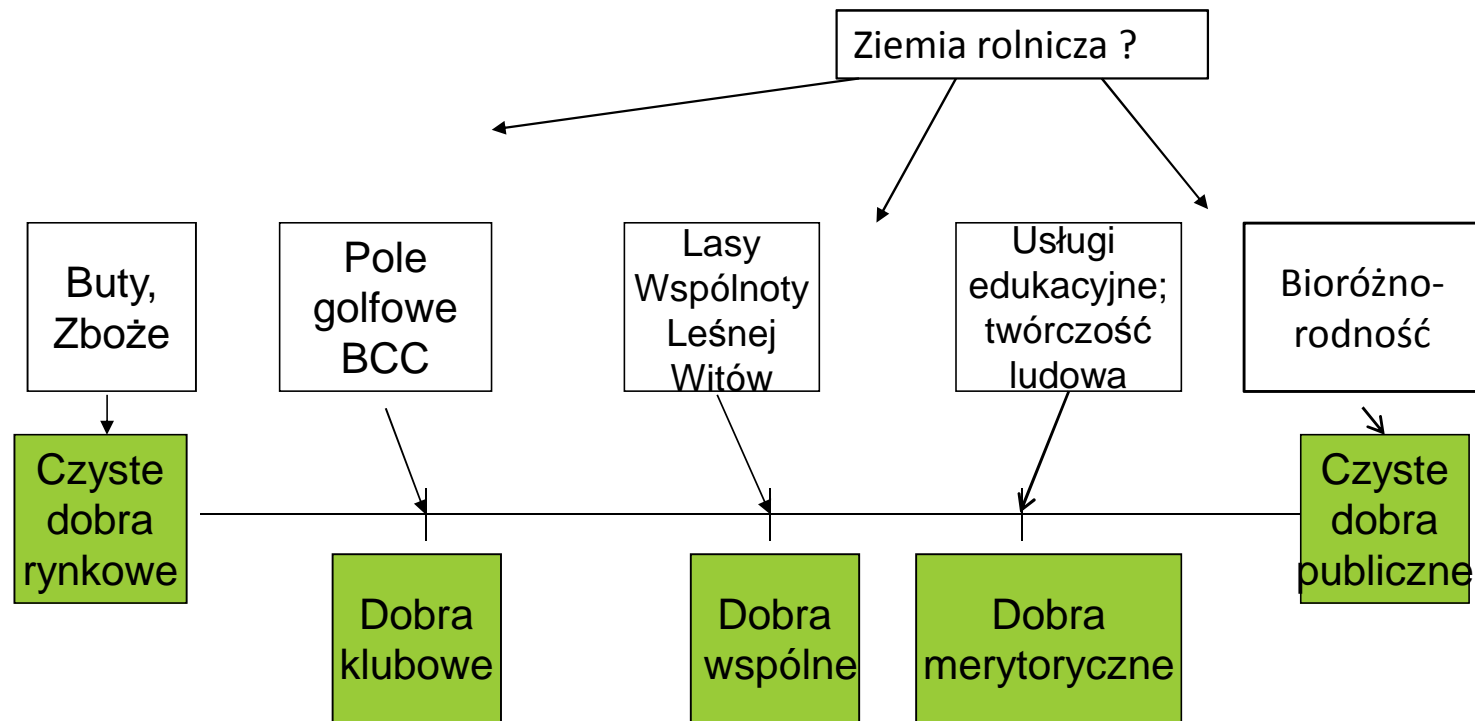 Ziemia rolnicza ?
Buty,
Zboże
Pole
golfowe
BCC
Lasy
Wspólnoty
Leśnej
Witów
Usługi
edukacyjne;
twórczość
ludowa
Bioróżno-
rodność
Czyste
dobra
rynkowe
Dobra
klubowe
Dobra
wspólne
Dobra
merytoryczne
Czyste
dobra
publiczne